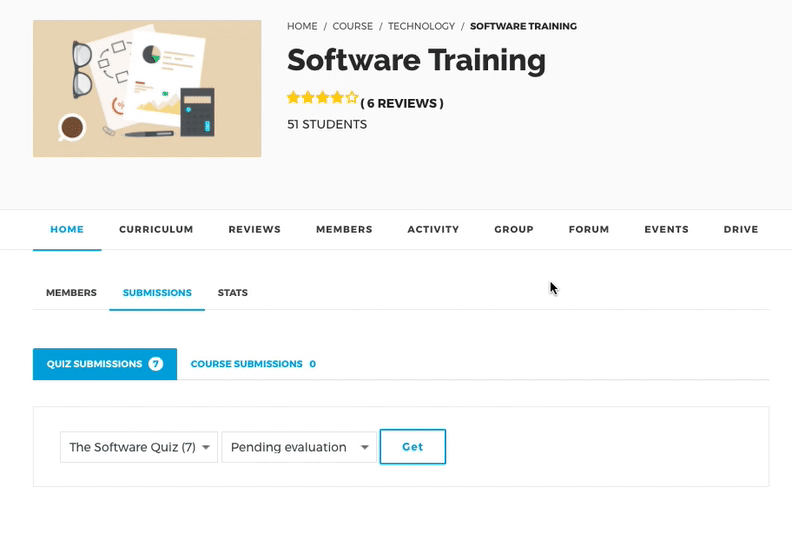 HOME / COURSE / TECHNOLOGY / SOFTWARE TRAINING
Software Training
( 6 REVIEWS )
51 STUDENTS
HOME CURRICULUM REVIEWS MEMBERS ACTIVITY GROUP FORUM EVENTS DRIVE
MEMBERS SUBMISSIONS STATS
QUIZ SUBMISSIONS 7 COURSE SUBMISSIONS 0
The Software Quiz (7) Pending evaluation Get